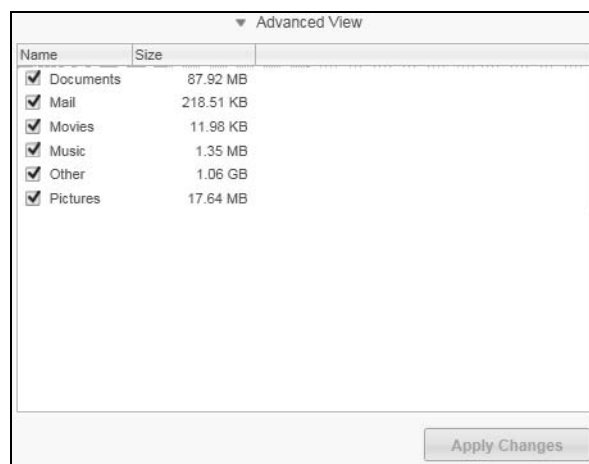 Advanced View
Name Size
Documents 87.92 MB
Mail 218.51 KB
Movies 11.98 KB
Music 1.35 MB
Other 1.06 GB
Pictures 17.64 MB
Apply Changes